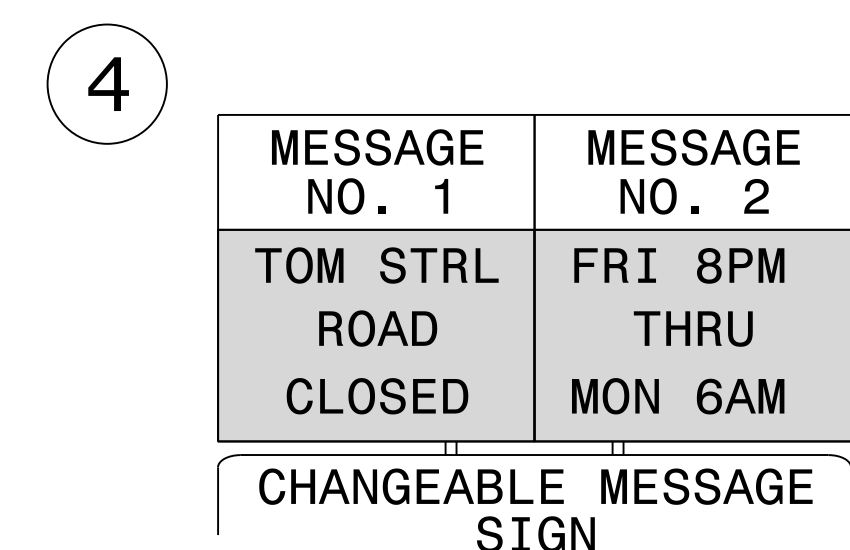 4
MESSAGE
NO. 1
MESSAGE
NO. 2
TOM STRL
ROAD
CLOSED
FRI 8PM
THRU
MON 6AM
CHANGEABLE MESSAGE
SIGN